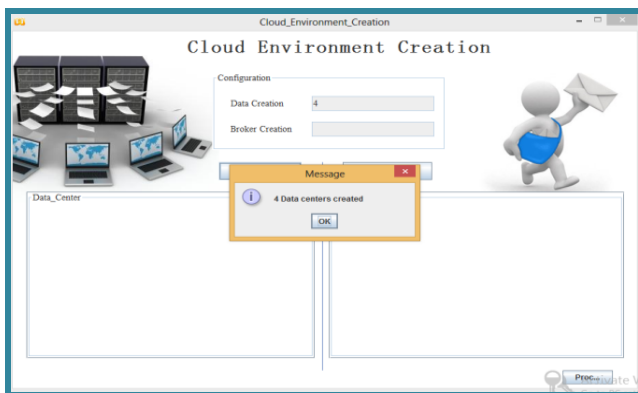 Cloud_Environment_Creation
Cloud Environment Creation
Configuration
Data Creation 4
Broker Creation
Message
4 Data centers created
OK
Data_Center
Proc...